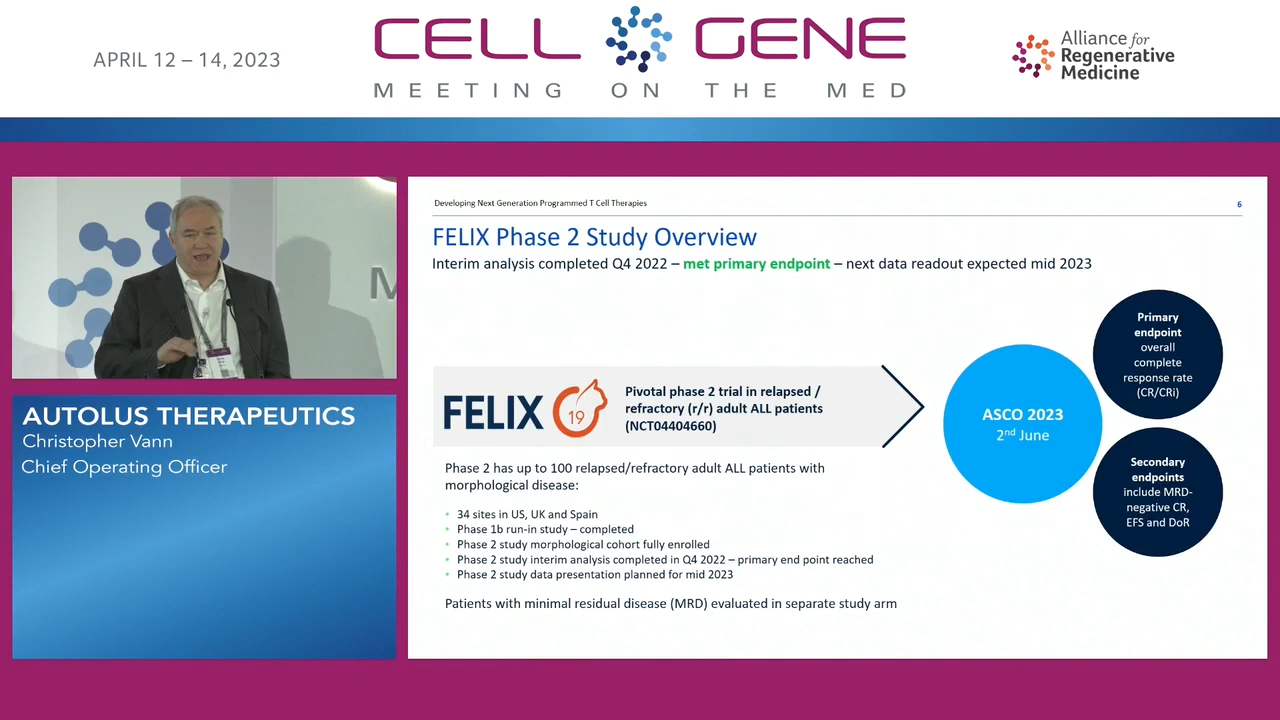 APRIL 12 – 14, 2023
CELL GENE
MEETING ON THE MED
Alliance for
Regenerative
Medicine
AUTOLUS THERAPEUTICS
Christopher Vann
Chief Operating Officer
Developing Next Generation Programmed T Cell Therapies
6
FELIX Phase 2 Study Overview
Interim analysis completed Q4 2022 – met primary endpoint – next data readout expected mid 2023
FELIX
19
Pivotal phase 2 trial in relapsed /
refractory (r/r) adult ALL patients
(NCT04404660)
Phase 2 has up to 100 relapsed/refractory adult ALL patients with
morphological disease:
• 34 sites in US, UK and Spain
• Phase 1b run-in study – completed
• Phase 2 study morphological cohort fully enrolled
• Phase 2 study interim analysis completed in Q4 2022 – primary end point reached
• Phase 2 study data presentation planned for mid 2023
Patients with minimal residual disease (MRD) evaluated in separate study arm
ASCO 2023
2nd June
Primary
endpoint
overall
complete
response rate
(CR/CRi)
Secondary
endpoints
include MRD-
negative CR,
EFS and DoR